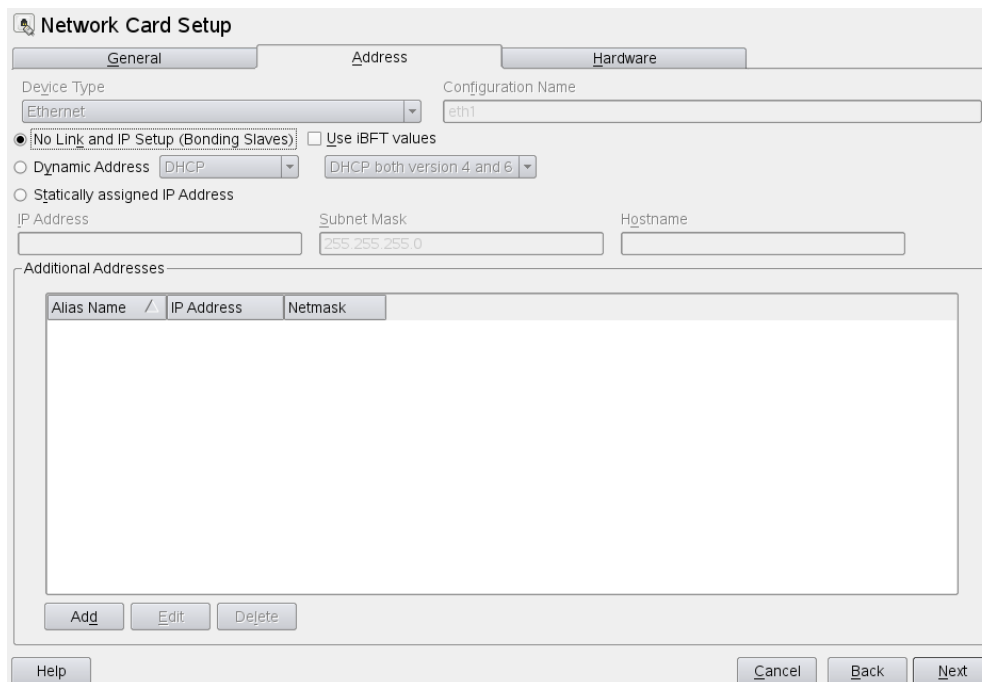 Network Card Setup
General Address Hardware
Device Type Configuration Name
Ethernet eth1
No Link and IP Setup (Bonding Slaves) Use iBFT values
Dynamic Address DHCP DHCP both version 4 and 6
Statically assigned IP Address
IP Address Subnet Mask Hostname
255.255.255.0
Additional Addresses
Alias Name IP Address Netmask
Add Edit Delete
Help Cancel Back Next